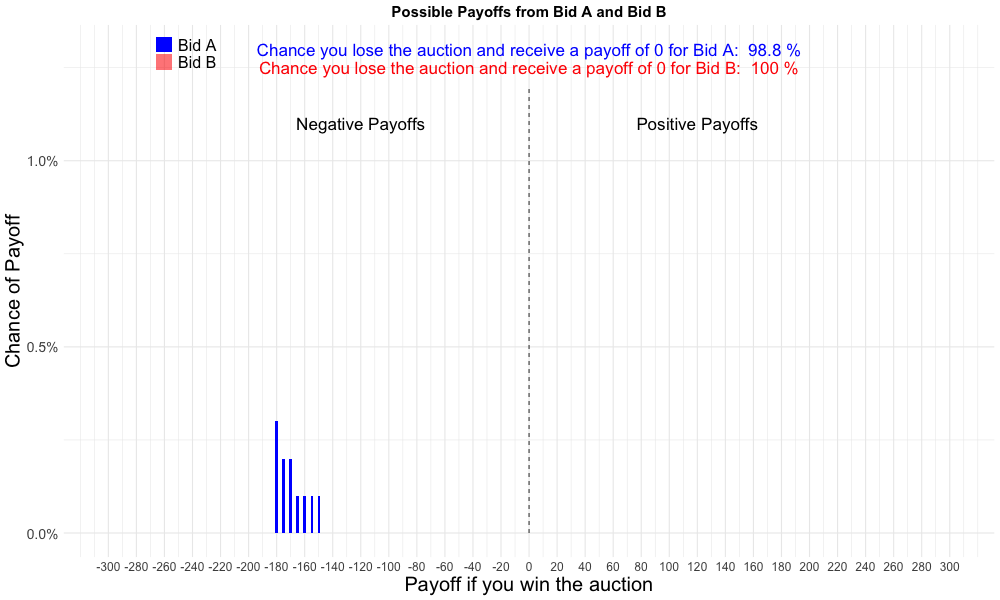 Possible Payoffs from Bid A and Bid B
Bid A
Bid B
Chance you lose the auction and receive a payoff of 0 for Bid A:  98.8 %
Chance you lose the auction and receive a payoff of 0 for Bid B:  100 %
Negative Payoffs
Positive Payoffs
Chance of Payoff
1.0%
0.5%
0.0%
-300 -280 -260 -240 -220 -200 -180 -160 -140 -120 -100 -80 -60 -40 -20 0 20 40 60 80 100 120 140 160 180 200 220 240 260 280 300
Payoff if you win the auction